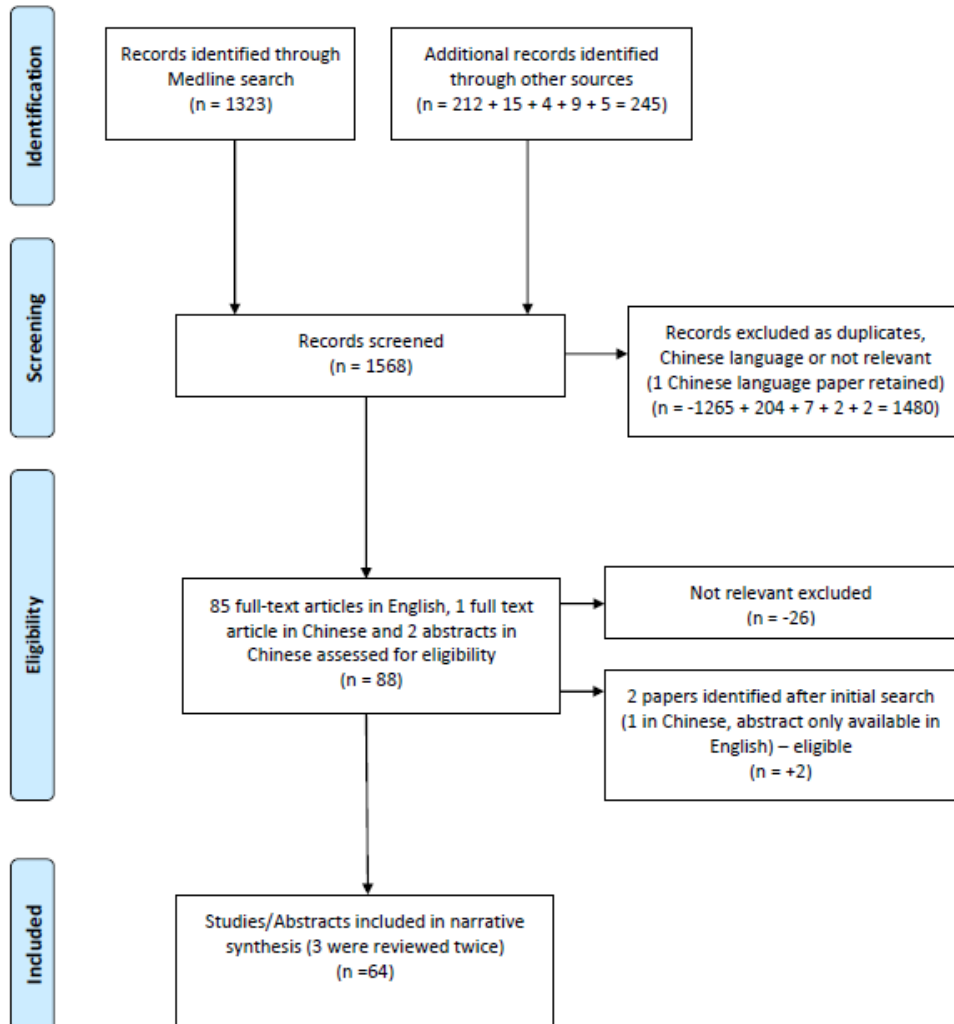 Identification
Records identified through
Medline search
(n = 1323)
Additional records identified
through other sources
(n = 212 + 15 + 4 + 9 + 5 = 245)
Screening
Records screened
(n = 1568)
Records excluded as duplicates,
Chinese language or not relevant
(1 Chinese language paper retained)
(n = -1265 + 204 + 7 + 2 + 2 = 1480)
Eligibility
85 full-text articles in English, 1 full text
article in Chinese and 2 abstracts in
Chinese assessed for eligibility
(n = 88)
Not relevant excluded
(n = -26)
2 papers identified after initial search
(1 in Chinese, abstract only available in
English) – eligible
(n = +2)
Included
Studies/Abstracts included in narrative
synthesis (3 were reviewed twice)
(n =64)